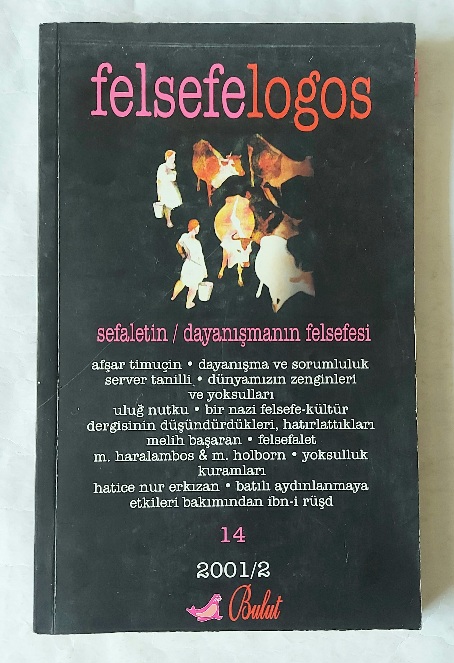 felsefelogos
sefaletin / dayanışmanın felsefesi
afşar timuçin • dayanışma ve sorumluluk
server tanilli • dünyamızın zenginleri
ve yoksulları
uluğ nutku • bir nazi felsefe-kültür
dergisinin düşündürdükleri, hatırlattıkları
melih başaran • felsefalet
m. haralambos & m. holborn • yoksulluk
kuramları
hatice nur erkızan • batılı aydınlanmaya
etkileri bakımından ibn-i rüşd
14
2001/2
Bulut